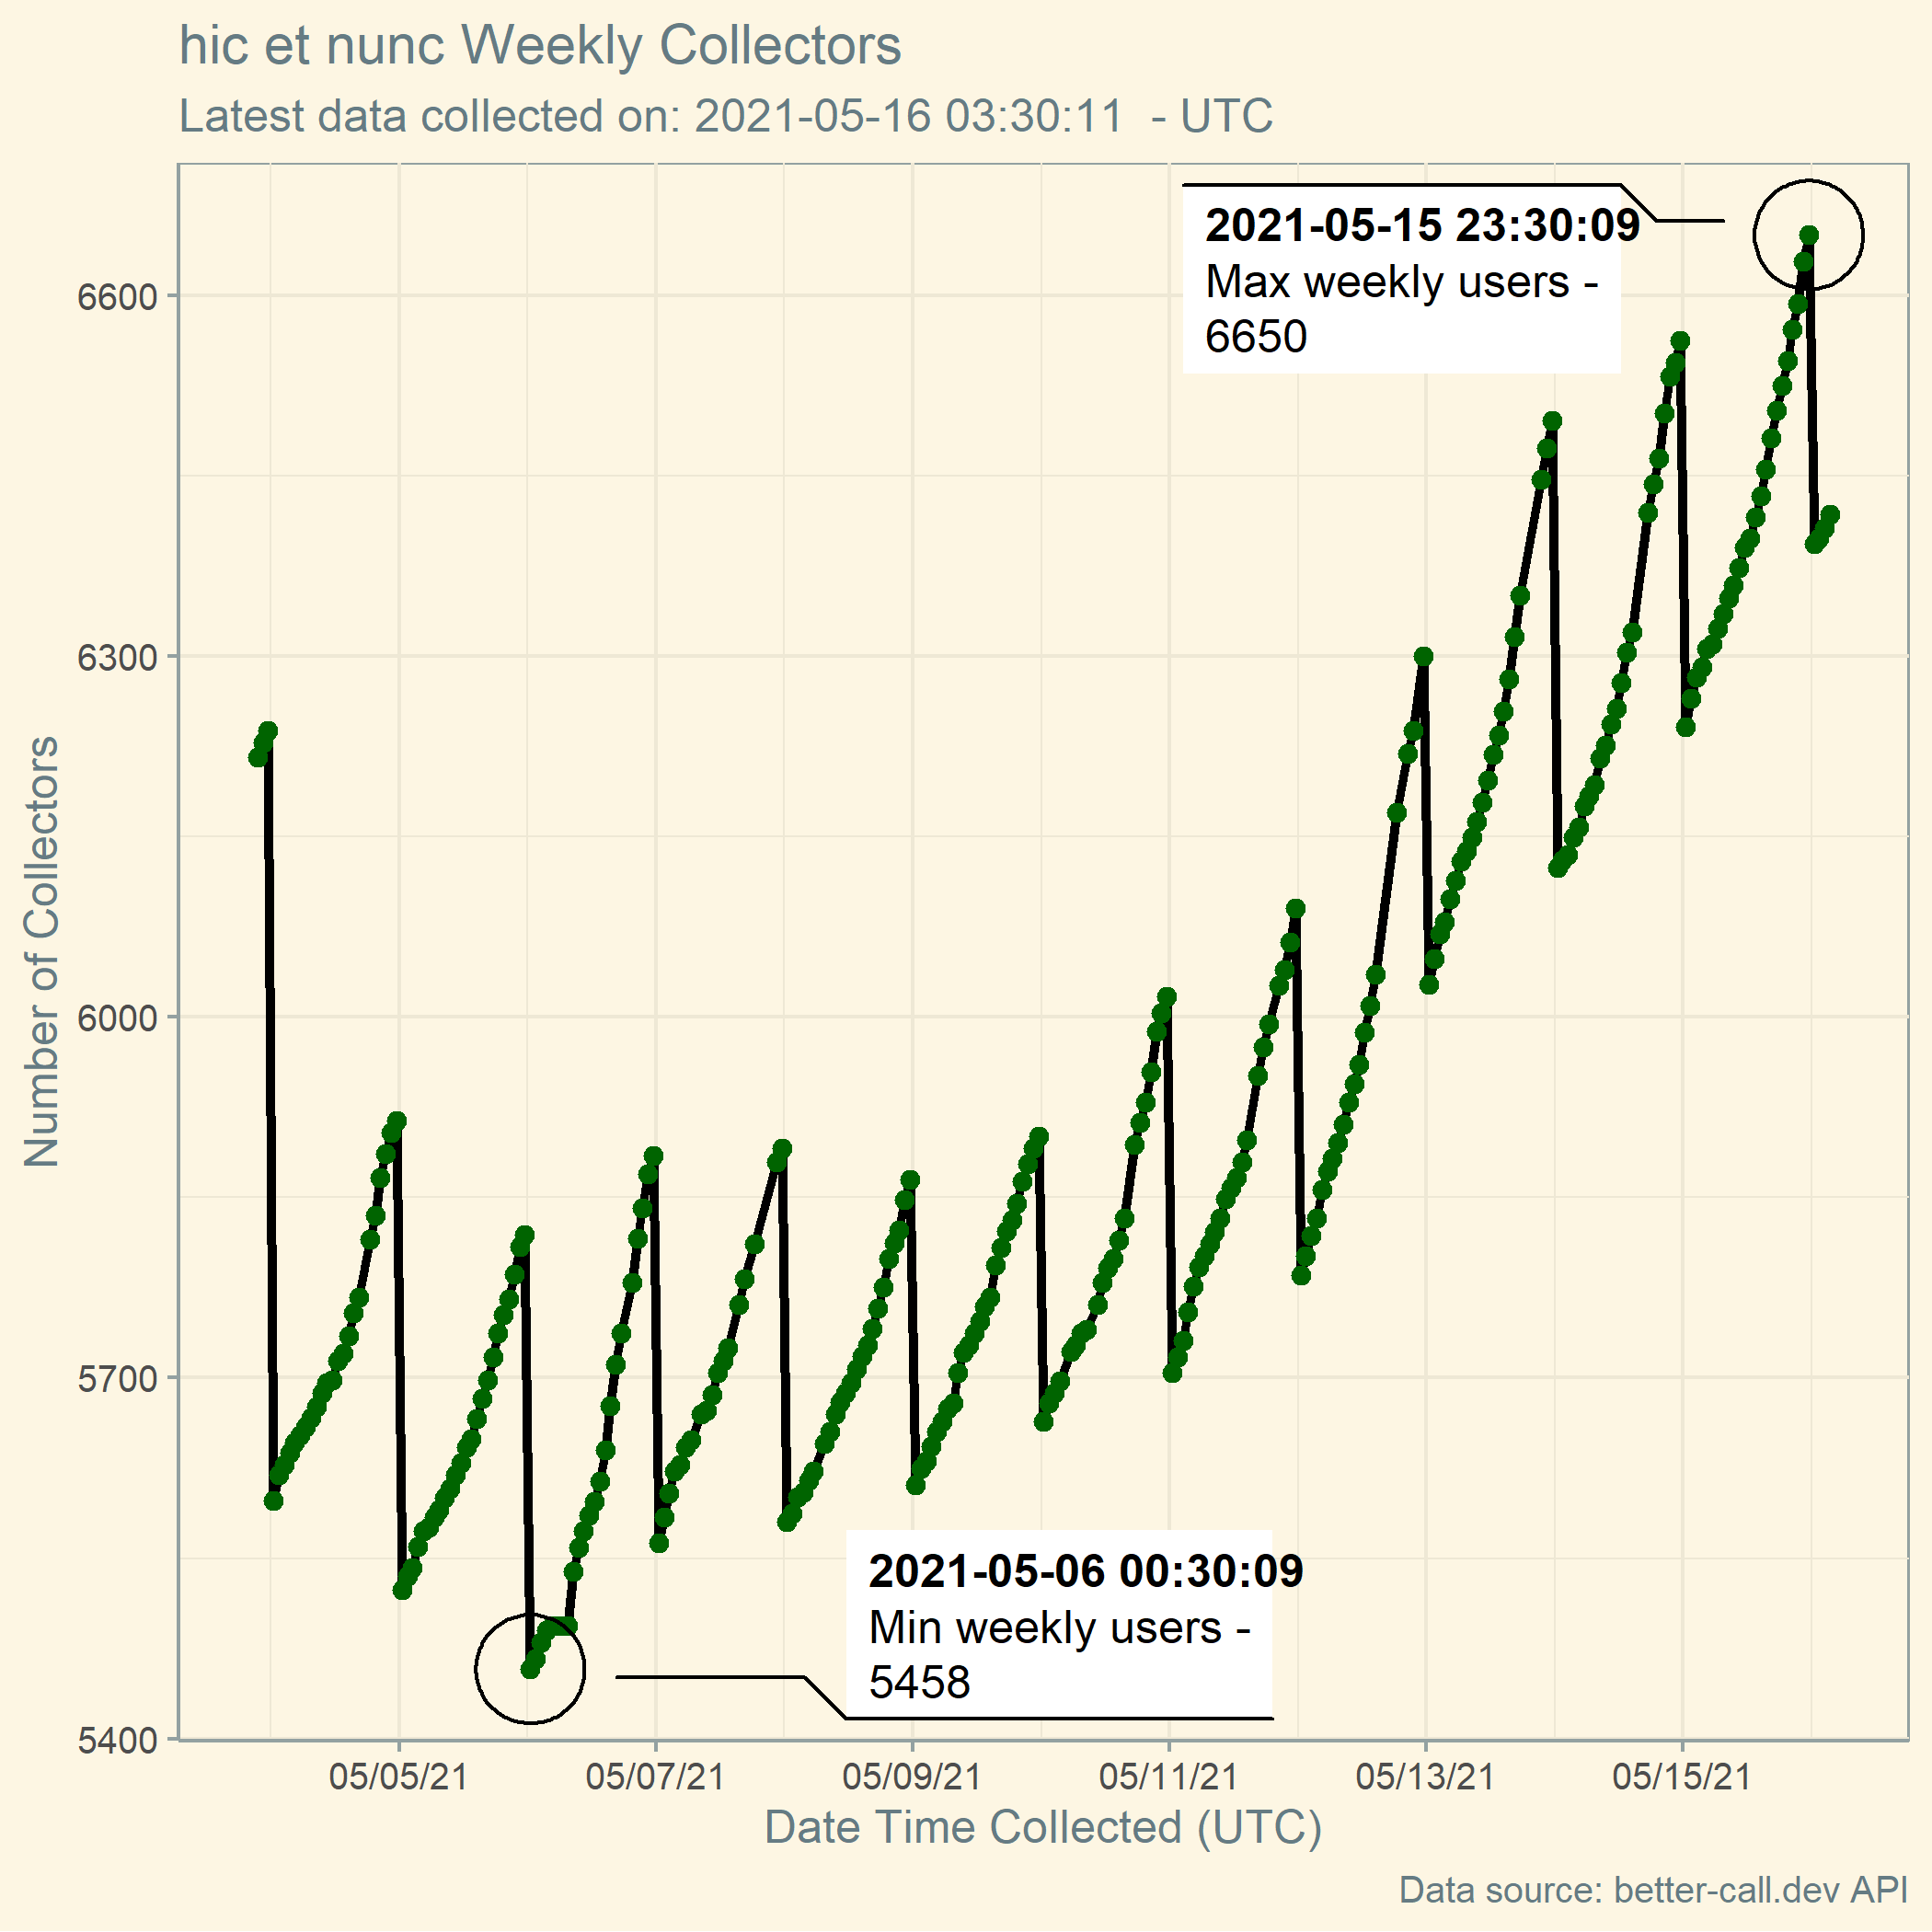 hic et nunc Weekly Collectors
Latest data collected on: 2021-05-16 03:30:11  - UTC
2021-05-15 23:30:09
Max weekly users -
6650
6600
6300
6000
5700
5400
Number of Collectors
2021-05-06 00:30:09
Min weekly users -
5458
05/05/21 05/07/21 05/09/21 05/11/21 05/13/21 05/15/21
Date Time Collected (UTC)
Data source: better-call.dev API